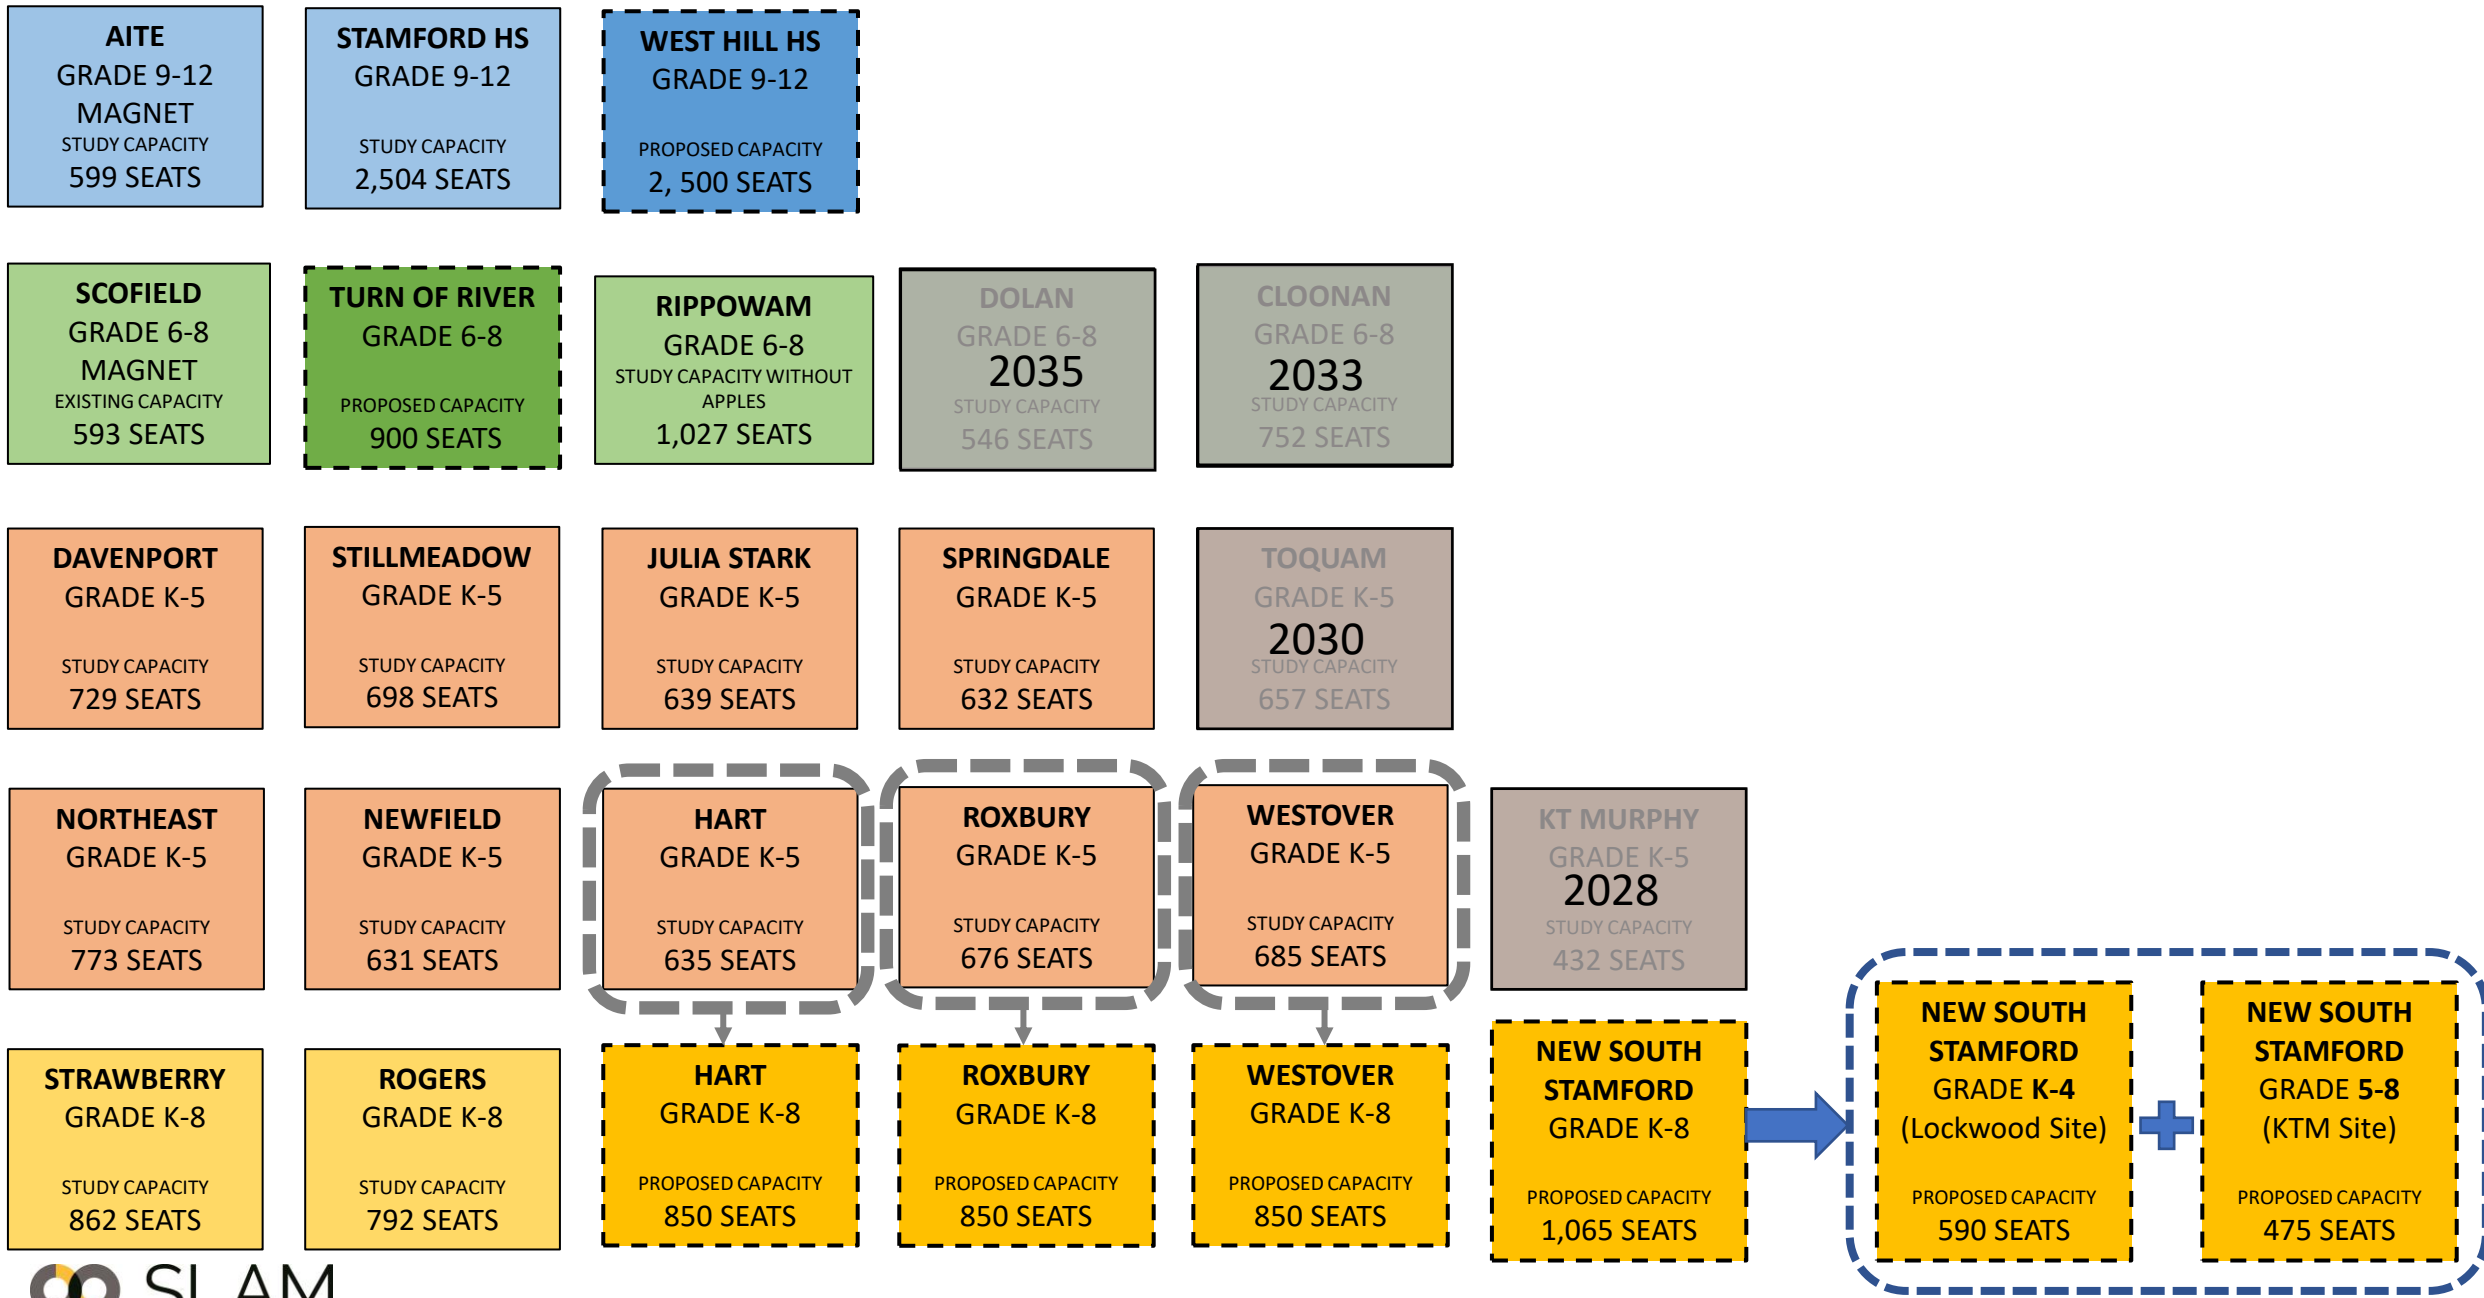 AITE
GRADE 9-12
MAGNET
STUDY CAPACITY
599 SEATS
STAMFORD HS
GRADE 9-12
STUDY CAPACITY
2,504 SEATS
WEST HILL HS
GRADE 9-12
PROPOSED CAPACITY
2, 500 SEATS
SCOFIELD
GRADE 6-8
MAGNET
EXISTING CAPACITY
593 SEATS
TURN OF RIVER
GRADE 6-8
PROPOSED CAPACITY
900 SEATS
RIPPOWAM
GRADE 6-8
STUDY CAPACITY WITHOUT
APPLES
1,027 SEATS
DOLAN
GRADE 6-8
2035
STUDY CAPACITY
546 SEATS
CLOONAN
GRADE 6-8
2033
STUDY CAPACITY
752 SEATS
DAVENPORT
GRADE K-5
STUDY CAPACITY
729 SEATS
STILLMEADOW
GRADE K-5
STUDY CAPACITY
698 SEATS
JULIA STARK
GRADE K-5
STUDY CAPACITY
639 SEATS
SPRINGDALE
GRADE K-5
STUDY CAPACITY
632 SEATS
TOQUAM
GRADE K-5
2030
STUDY CAPACITY
657 SEATS
NORTHEAST
GRADE K-5
STUDY CAPACITY
773 SEATS
NEWFIELD
GRADE K-5
STUDY CAPACITY
631 SEATS
HART
GRADE K-5
STUDY CAPACITY
635 SEATS
ROXBURY
GRADE K-5
STUDY CAPACITY
676 SEATS
WESTOVER
GRADE K-5
STUDY CAPACITY
685 SEATS
KT MURPHY
GRADE K-5
2028
STUDY CAPACITY
432 SEATS
STRAWBERRY
GRADE K-8
STUDY CAPACITY
862 SEATS
ROGERS
GRADE K-8
STUDY CAPACITY
792 SEATS
HART
GRADE K-8
PROPOSED CAPACITY
850 SEATS
ROXBURY
GRADE K-8
PROPOSED CAPACITY
850 SEATS
WESTOVER
GRADE K-8
PROPOSED CAPACITY
850 SEATS
NEW SOUTH
STAMFORD
GRADE K-8
PROPOSED CAPACITY
1,065 SEATS
NEW SOUTH
STAMFORD
GRADE K-4
(Lockwood Site)
PROPOSED CAPACITY
590 SEATS
NEW SOUTH
STAMFORD
GRADE 5-8
(KTM Site)
PROPOSED CAPACITY
475 SEATS
SLAM